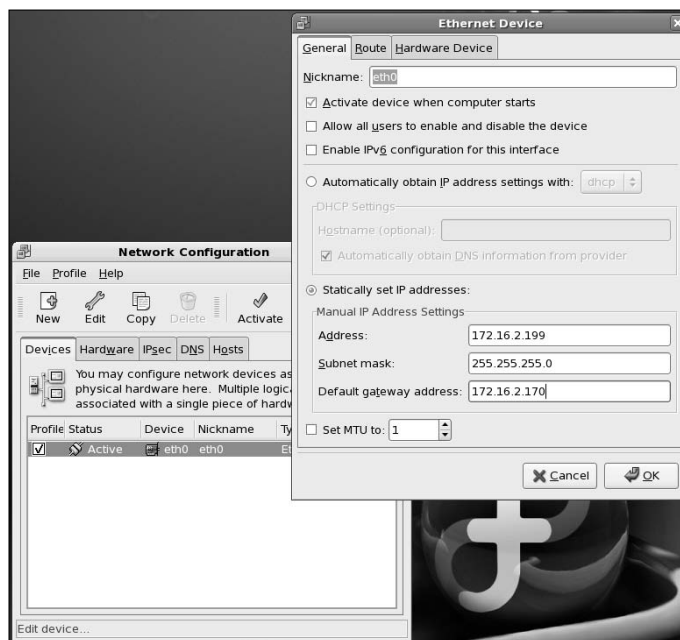 Ethernet Device
General Route Hardware Device
Nickname: eth0
Activate device when computer starts
Allow all users to enable and disable the device
Enable IPv6 configuration for this interface
Automatically obtain IP address settings with: dhcp
DHCP Settings
Hostname (optional):
Automatically obtain DNS information from provider
Statically set IP addresses:
Manual IP Address Settings
Address: 172.16.2.199
Subnet mask: 255.255.255.0
Default gateway address: 172.16.2.170
Set MTU to: 1
Cancel OK
Network Configuration
File Profile Help
New Edit Copy Delete Activate
Devices Hardware IPsec DNS Hosts
You may configure network devices as
physical hardware here. Multiple logic
associated with a single piece of hardw
Profile Status Device Nickname Ty
Active eth0 eth0 Et
Edit device...